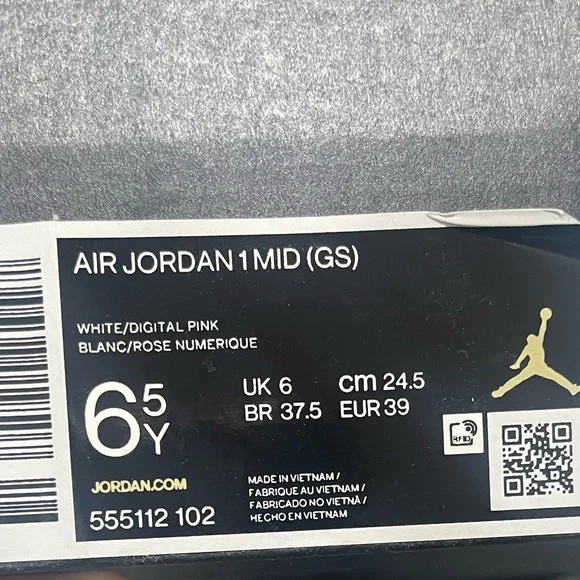 AIR JORDAN 1 MID (GS)
WHITE/DIGITAL PINK
BLANC/ROSE NUMERIQUE
6 5 Y
UK 6 cm 24.5
BR 37.5 EUR 39
RFID
JORDAN.COM
555112 102
MADE IN VIETNAM /
FABRIQUE AU VIETNAM /
FABRICADO NO VIETNÃ /
HECHO EN VIETNAM